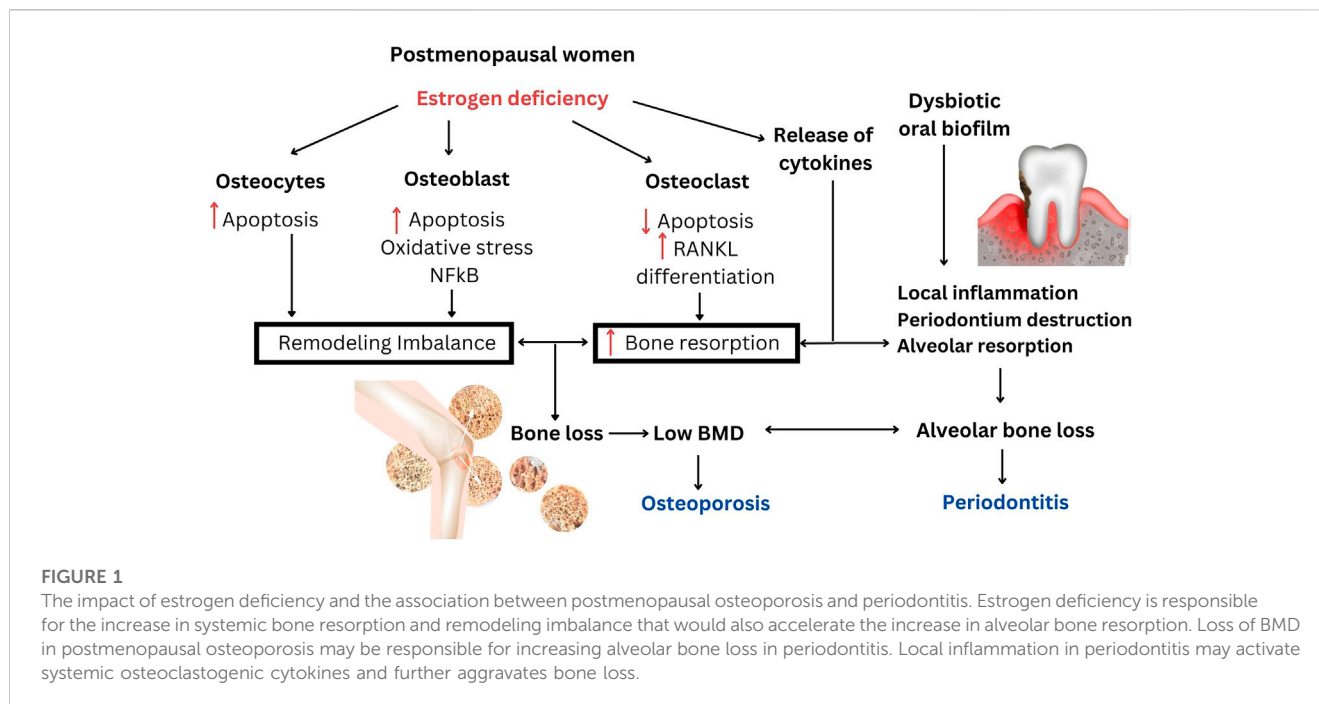 Postmenopausal women
Estrogen deficiency
Dysbiotic
oral biofilm
Release of
cytokines
Osteocytes
↑ Apoptosis
Osteoblast
↑ Apoptosis
Oxidative stress
NFkB
Osteoclast
↓ Apoptosis
↑ RANKL
differentiation
Local inflammation
Periodontium destruction
Alveolar resorption
Remodeling Imbalance
↑ Bone resorption
Bone loss
Low BMD
Alveolar bone loss
Osteoporosis
Periodontitis
FIGURE 1
The impact of estrogen deficiency and the association between postmenopausal osteoporosis and periodontitis. Estrogen deficiency is responsible
for the increase in systemic bone resorption and remodeling imbalance that would also accelerate the increase in alveolar bone resorption. Loss of BMD
in postmenopausal osteoporosis may be responsible for increasing alveolar bone loss in periodontitis. Local inflammation in periodontitis may activate
systemic osteoclastogenic cytokines and further aggravates bone loss.